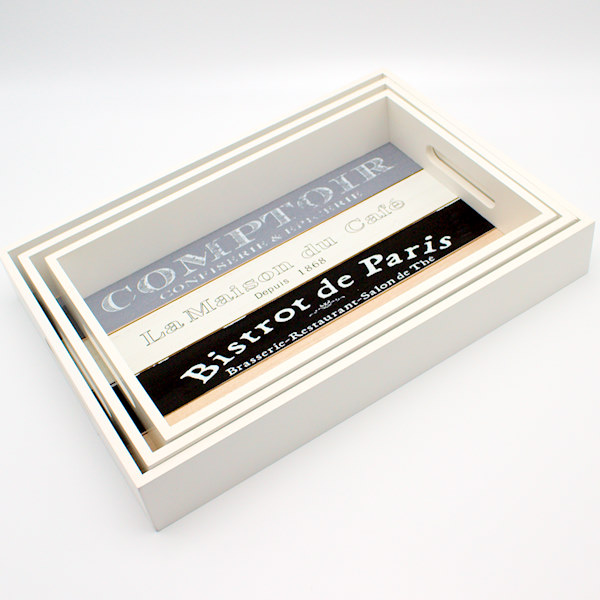 COMPTOIR
CONFISERIE & EPICERIE
La Maison du Café
Depuis 1868
Bistrot de Paris
Brasserie-Restaurant-Salon de Thé